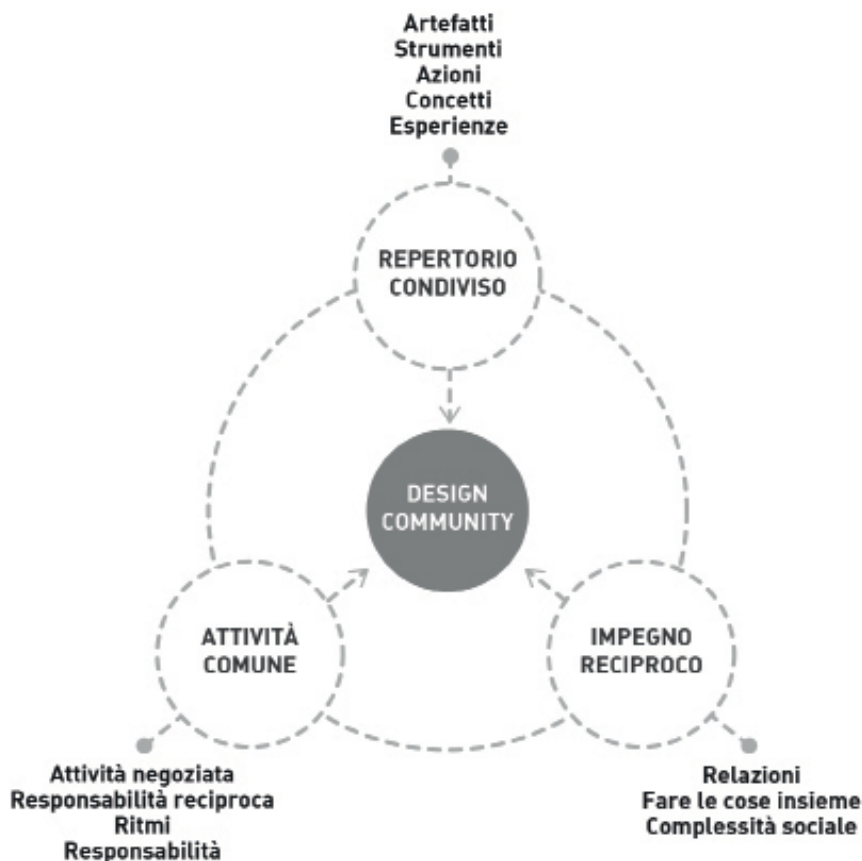 Artefatti
Strumenti
Azioni
Concetti
Esperienze
REPERTORIO
CONDIVISO
DESIGN
COMMUNITY
ATTIVITÀ
COMUNE
IMPEGNO
RECIPROCO
Attività negoziata
Responsabilità reciproca
Ritmi
Responsabilità
Relazioni
Fare le cose insieme
Complessità sociale